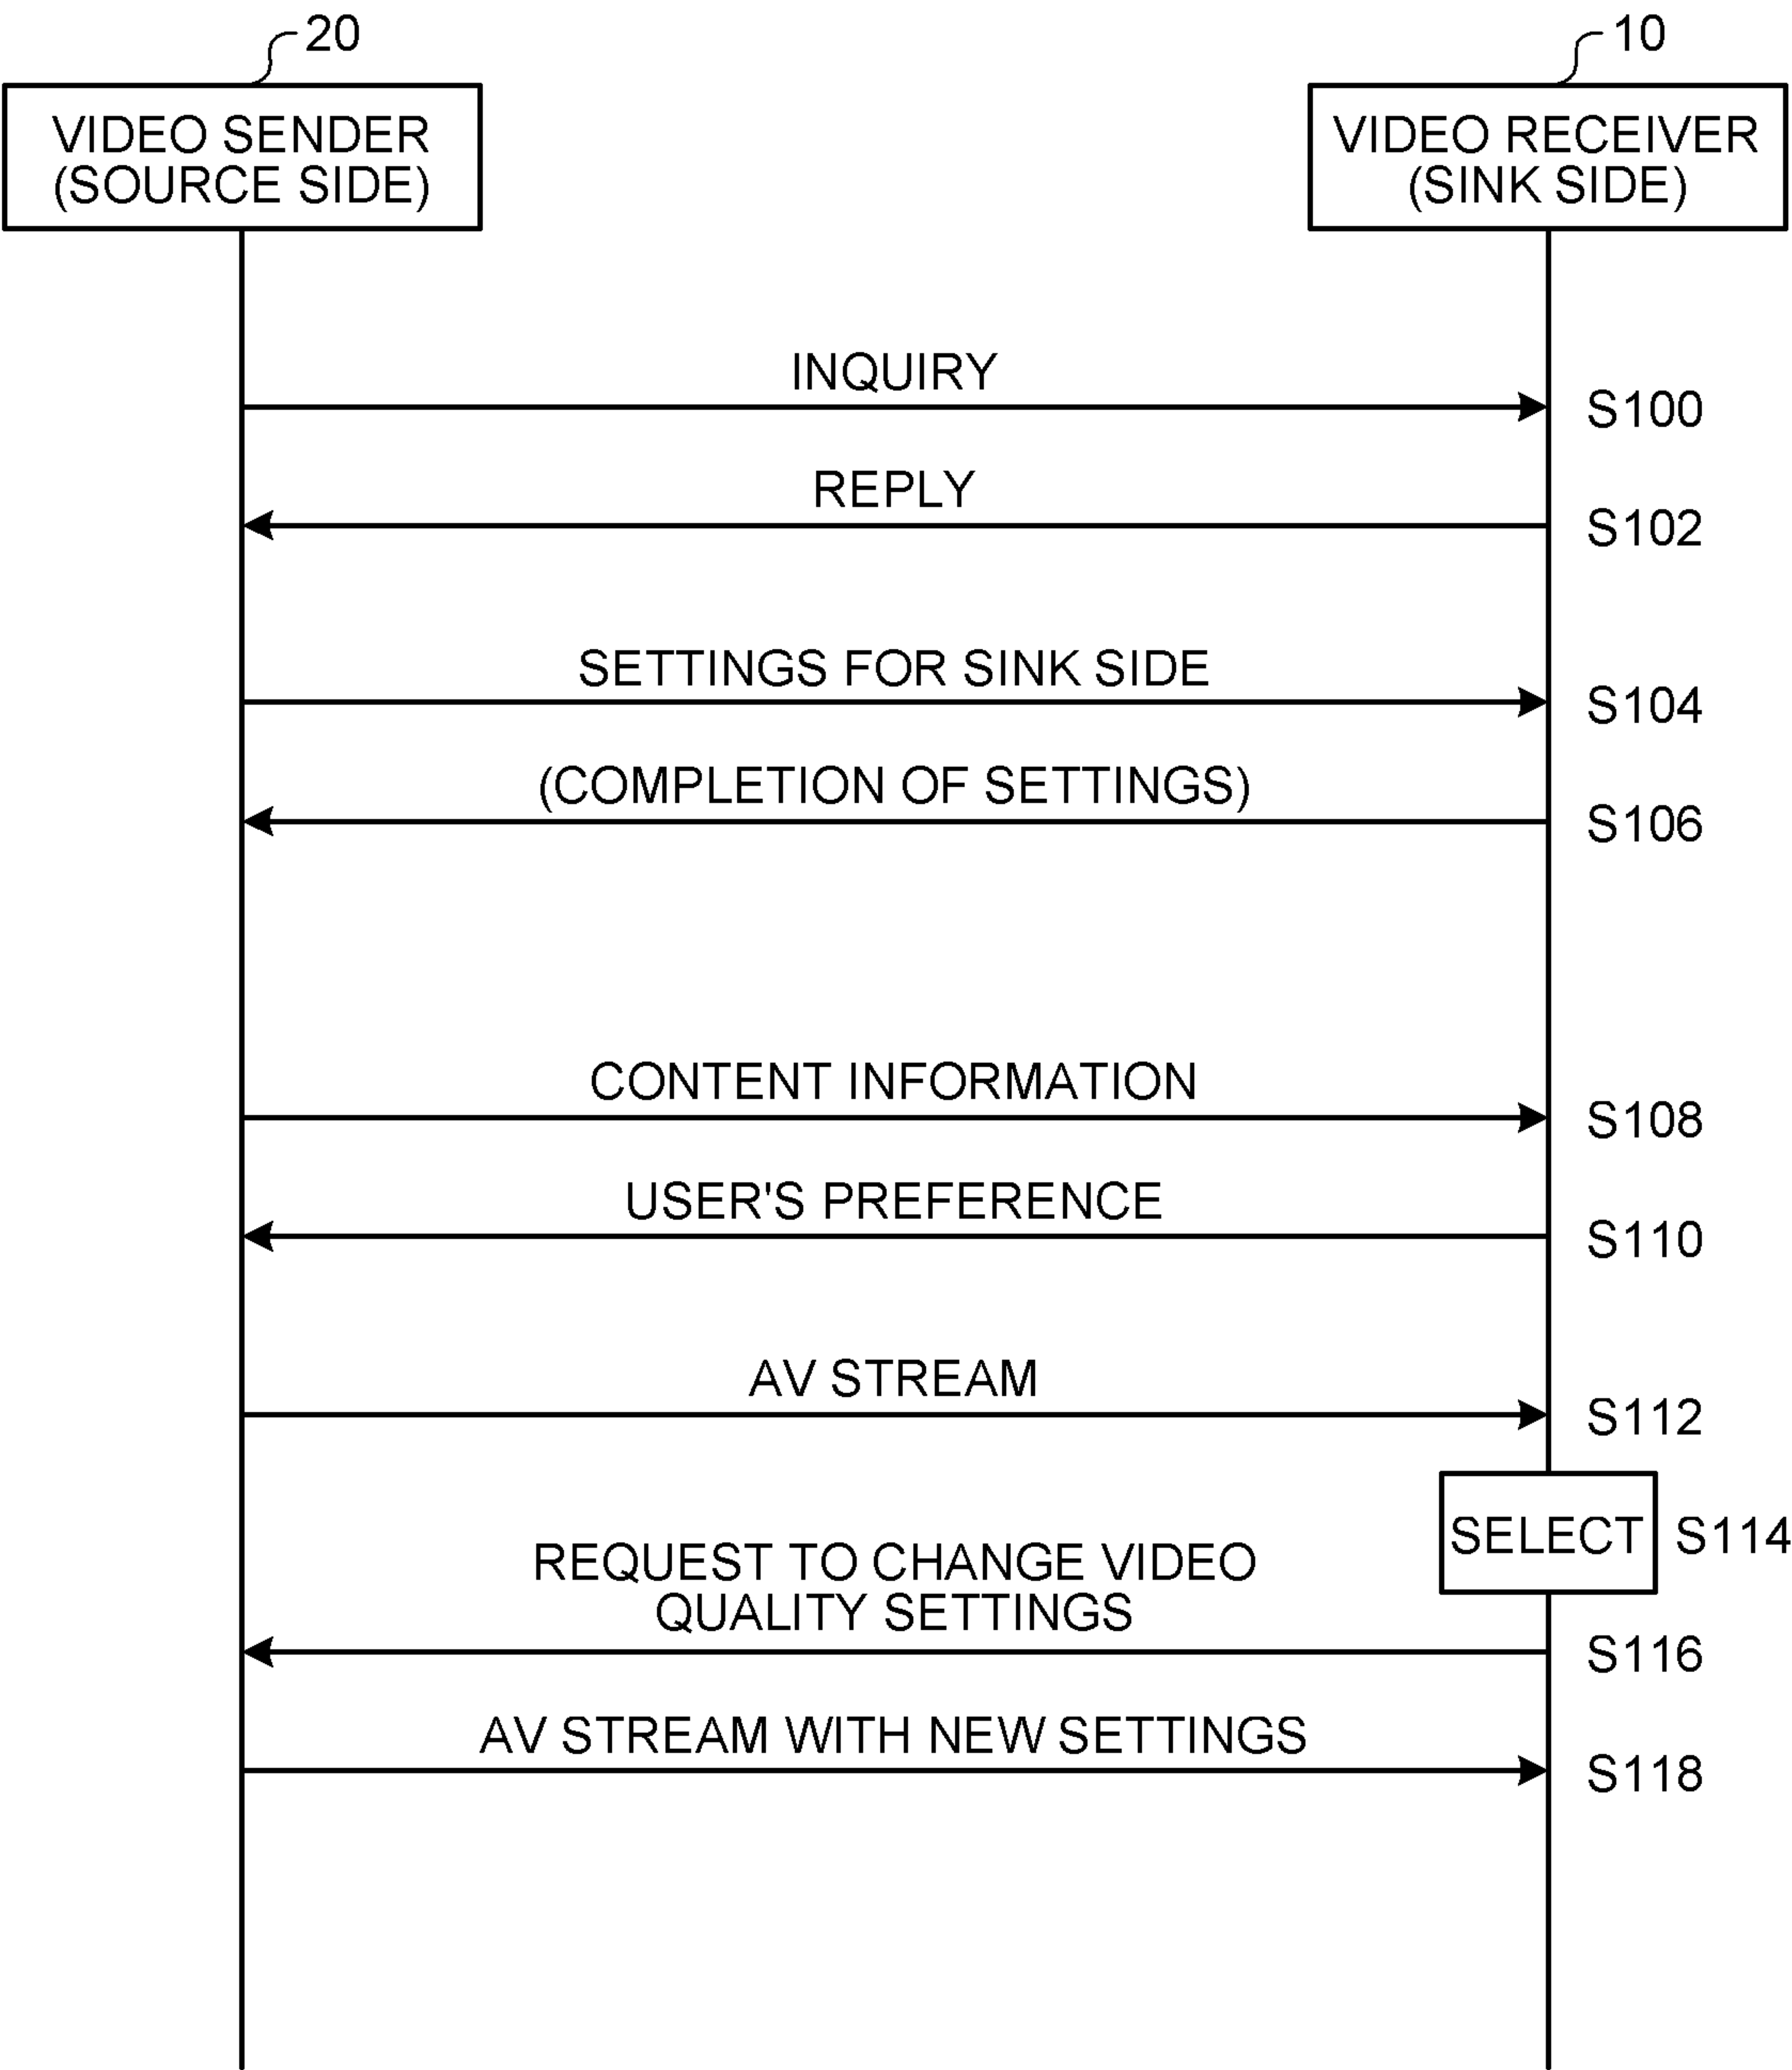 20
10
VIDEO SENDER
(SOURCE SIDE)
VIDEO RECEIVER
(SINK SIDE)
INQUIRY
S100
REPLY
S102
SETTINGS FOR SINK SIDE
S104
(COMPLETION OF SETTINGS)
S106
CONTENT INFORMATION
S108
USER'S PREFERENCE
S110
AV STREAM
S112
SELECT
S114
REQUEST TO CHANGE VIDEO
QUALITY SETTINGS
S116
AV STREAM WITH NEW SETTINGS
S118